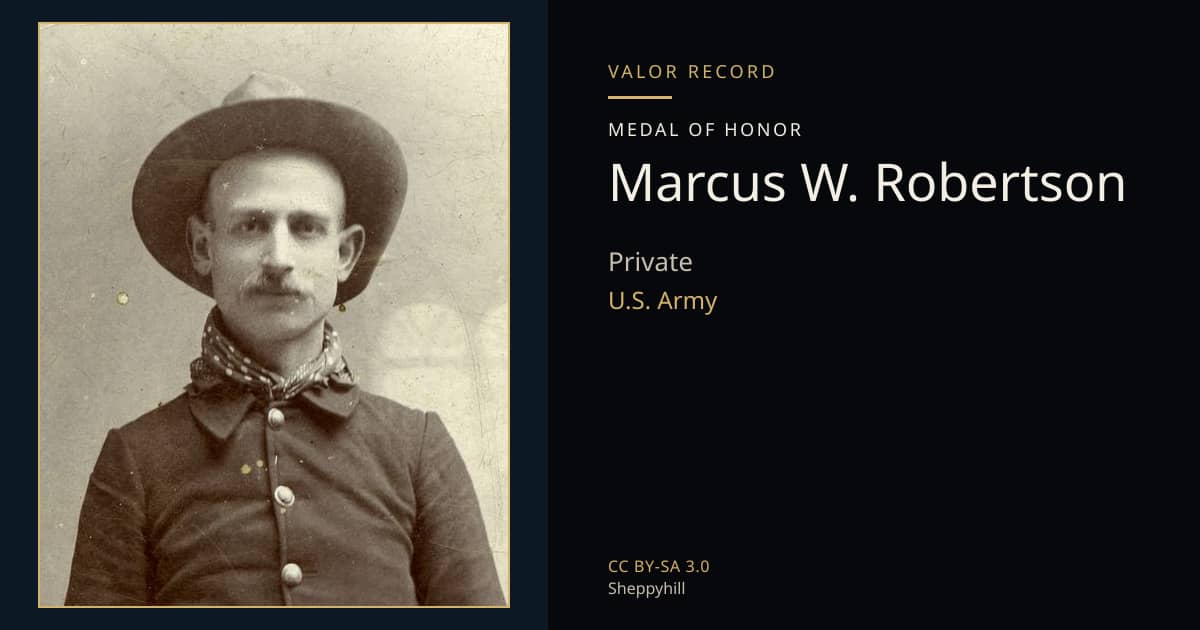 VALOR RECORD
MEDAL OF HONOR
Marcus W. Robertson
Private
U.S. Army
CC BY-SA 3.0
Sheppyhill